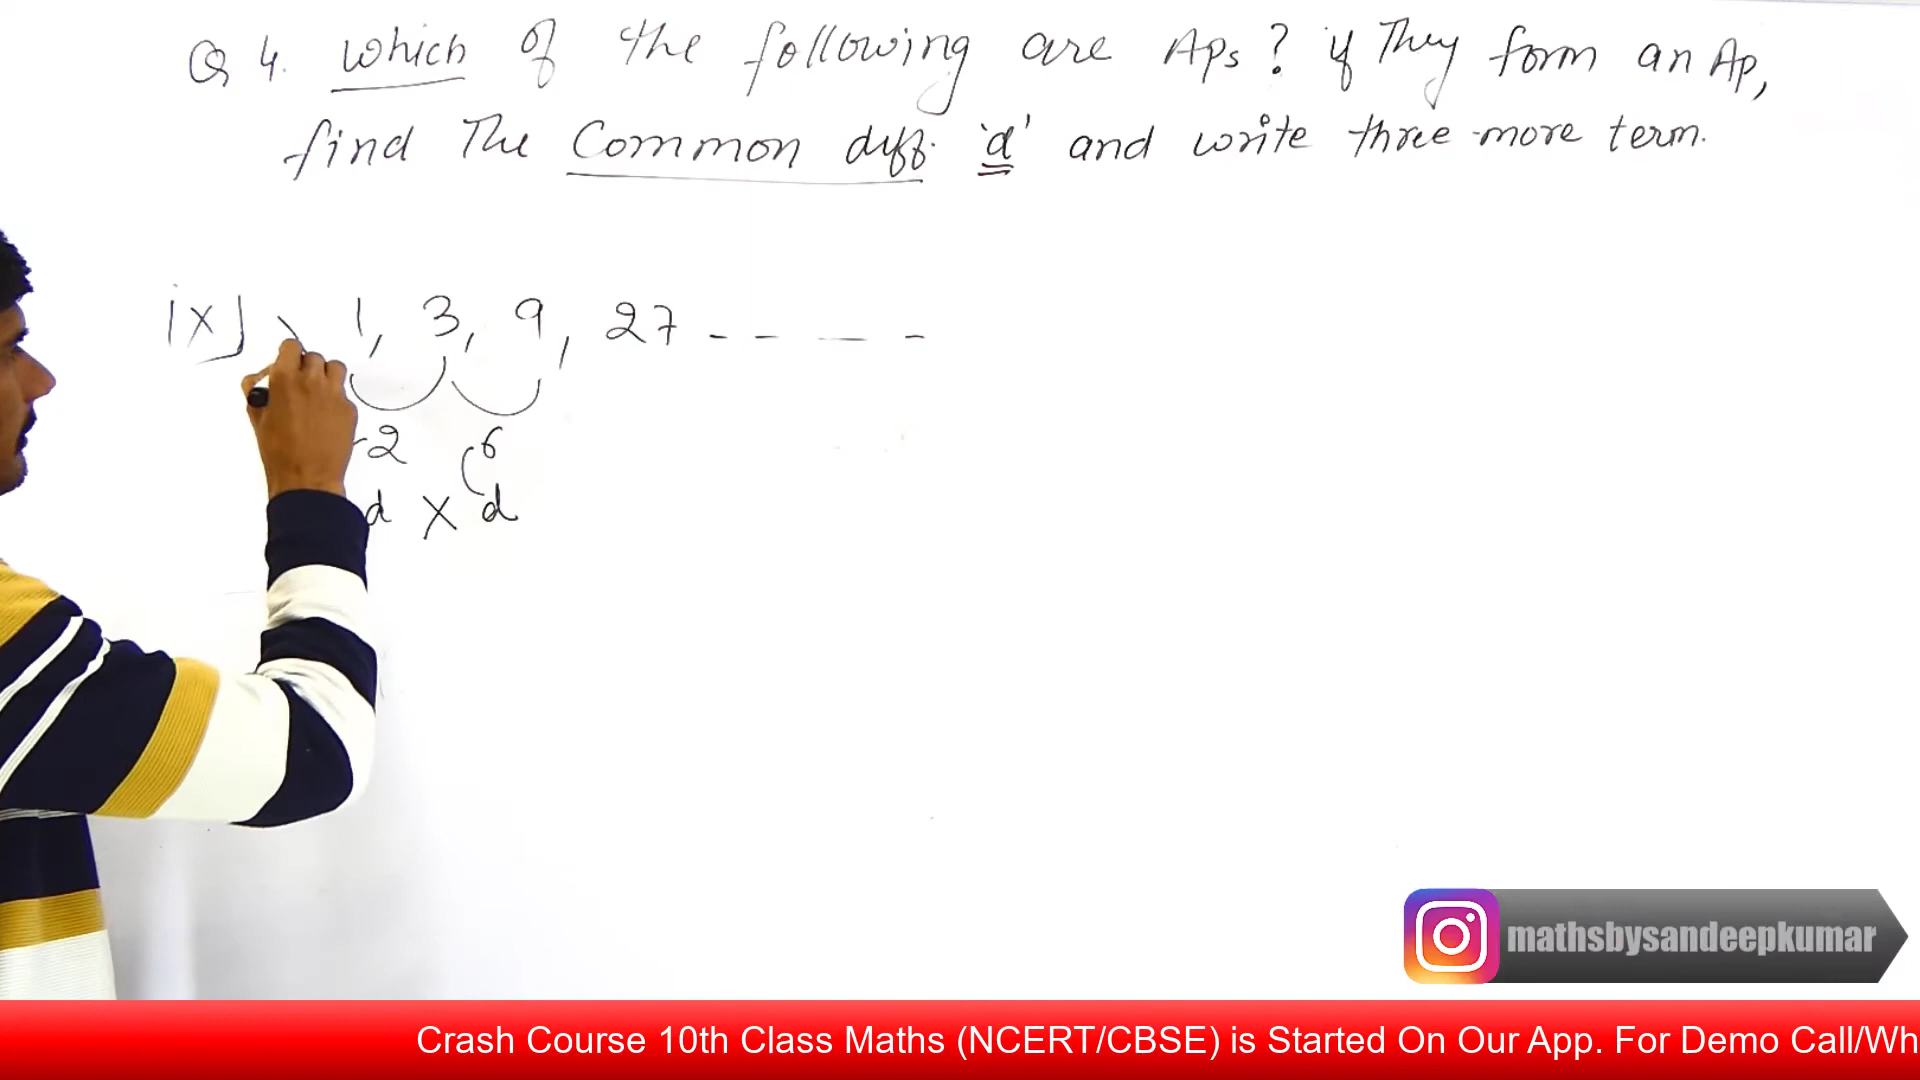 Q 4. Which of the following are APs? if They form an AP,
find The Common diff. 'd' and write three more term.
ix] 1, 3, 9, 27 - - - -
2 6
d × d
mathsbysandeepkumar
Crash Course 10th Class Maths (NCERT/CBSE) is Started On Our App. For Demo Call/Wh